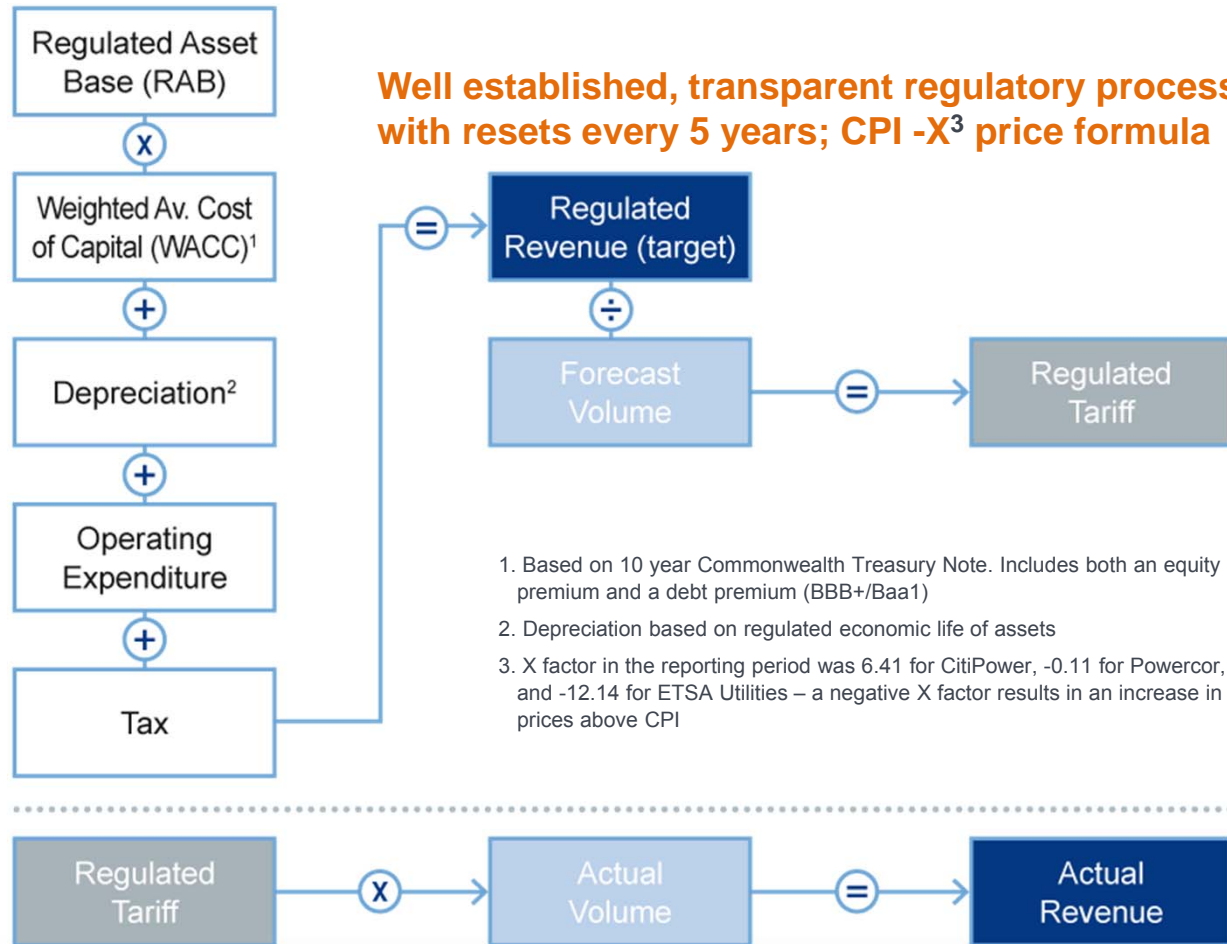 Regulated Asset
Base (RAB)
X
Weighted Av. Cost
of Capital (WACC)¹
+
Depreciation²
+
Operating
Expenditure
+
Tax
Well established, transparent regulatory process
with resets every 5 years; CPI -X³ price formula
=
Regulated
Revenue (target)
÷
Forecast
Volume
=
Regulated
Tariff
1. Based on 10 year Commonwealth Treasury Note. Includes both an equity
premium and a debt premium (BBB+/Baa1)
2. Depreciation based on regulated economic life of assets
3. X factor in the reporting period was 6.41 for CitiPower, -0.11 for Powercor,
and -12.14 for ETSA Utilities – a negative X factor results in an increase in
prices above CPI
Regulated
Tariff
X
Actual
Volume
=
Actual
Revenue